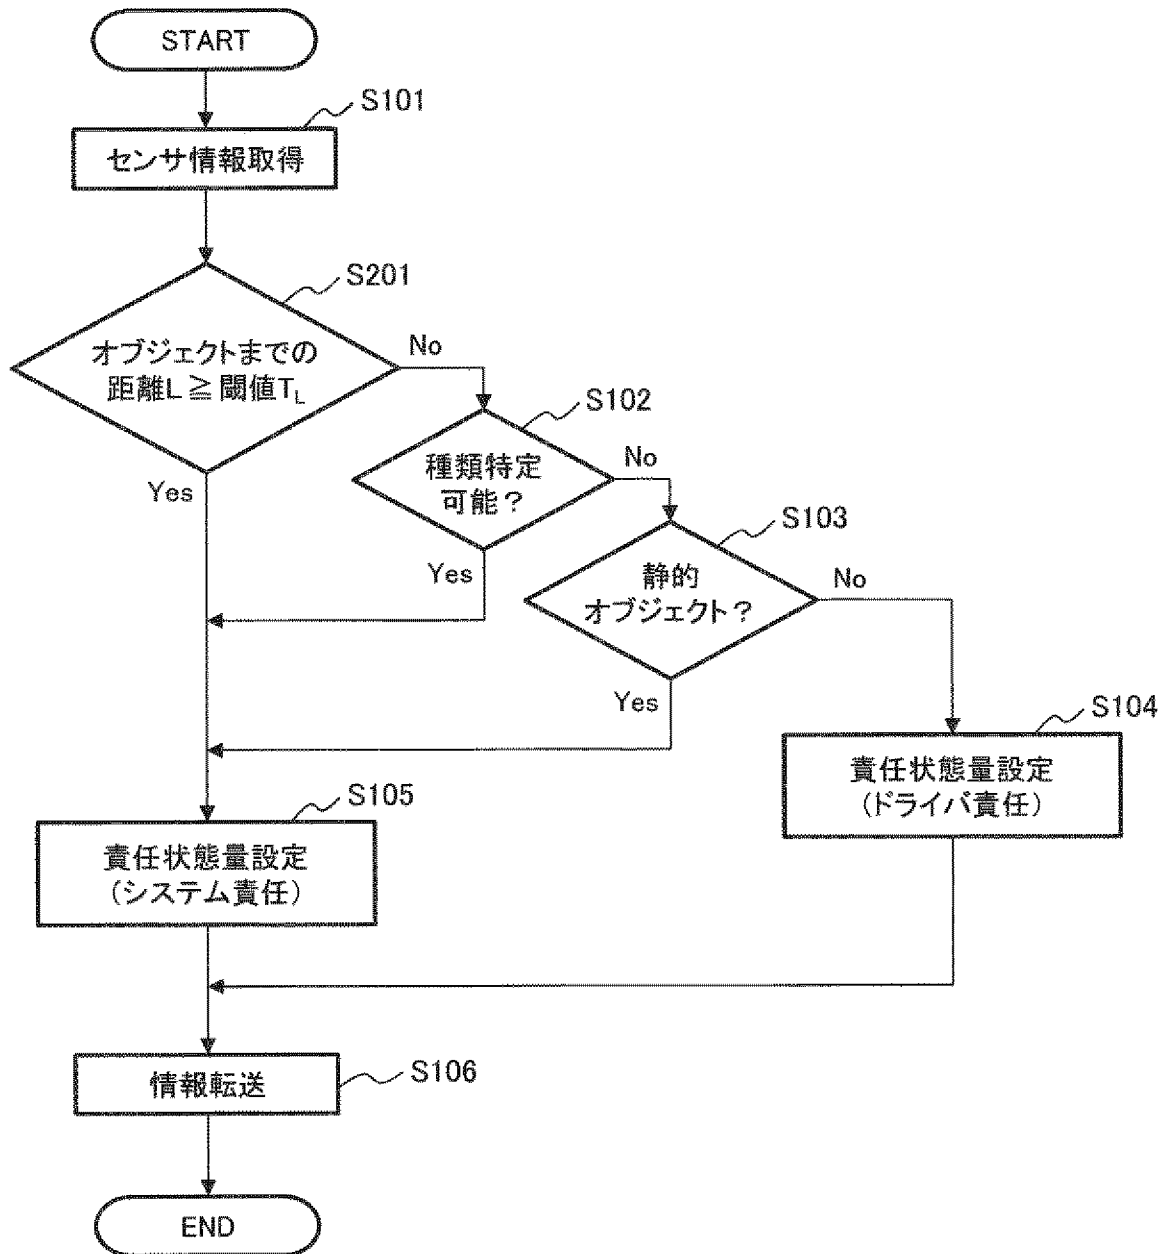 START
S101
センサ情報取得
S201
オブジェクトまでの
距離L ≧ 閾値TL
No
Yes
S102
種類特定
可能？
No
Yes
S103
静的
オブジェクト？
No
Yes
S104
責任状態量設定
(ドライバ責任)
S105
責任状態量設定
(システム責任)
情報転送
S106
END